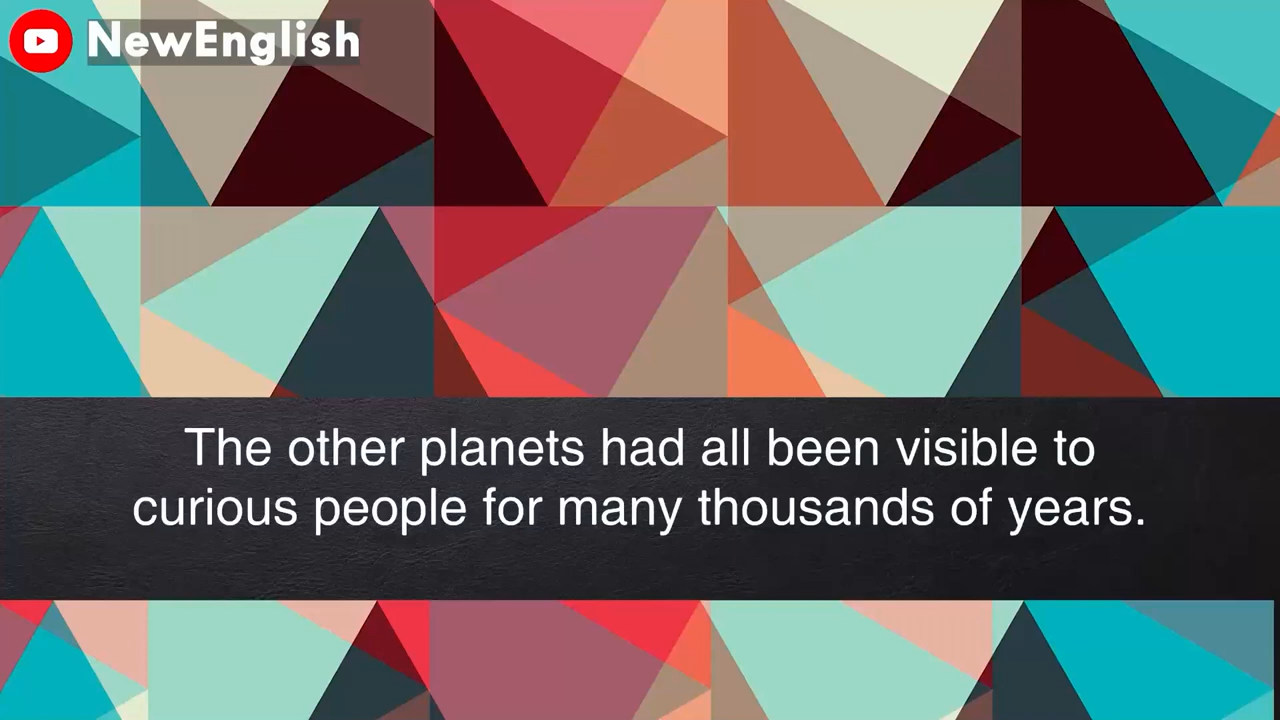 NewEnglish
The other planets had all been visible to
curious people for many thousands of years.